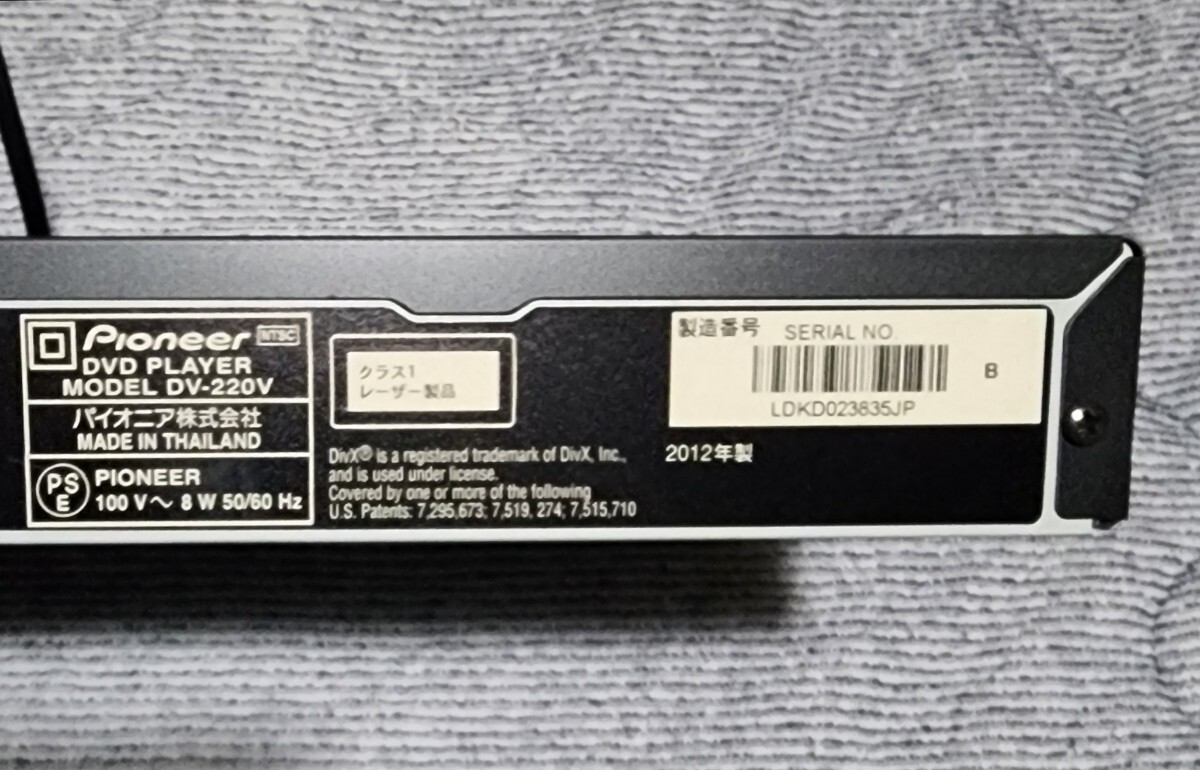 Pioneer NTSC
DVD PLAYER
MODEL DV-220V
パイオニア株式会社
MADE IN THAILAND
PS
E
PIONEER
100 V～ 8 W 50/60 Hz
クラス1
レーザー製品
DivX® is a registered trademark of DivX, Inc.,
and is used under license.
Covered by one or more of the following
U.S. Patents: 7,295,673; 7,519, 274; 7,515,710
製造番号 SERIAL NO.
B
LDKD023835JP
2012年製